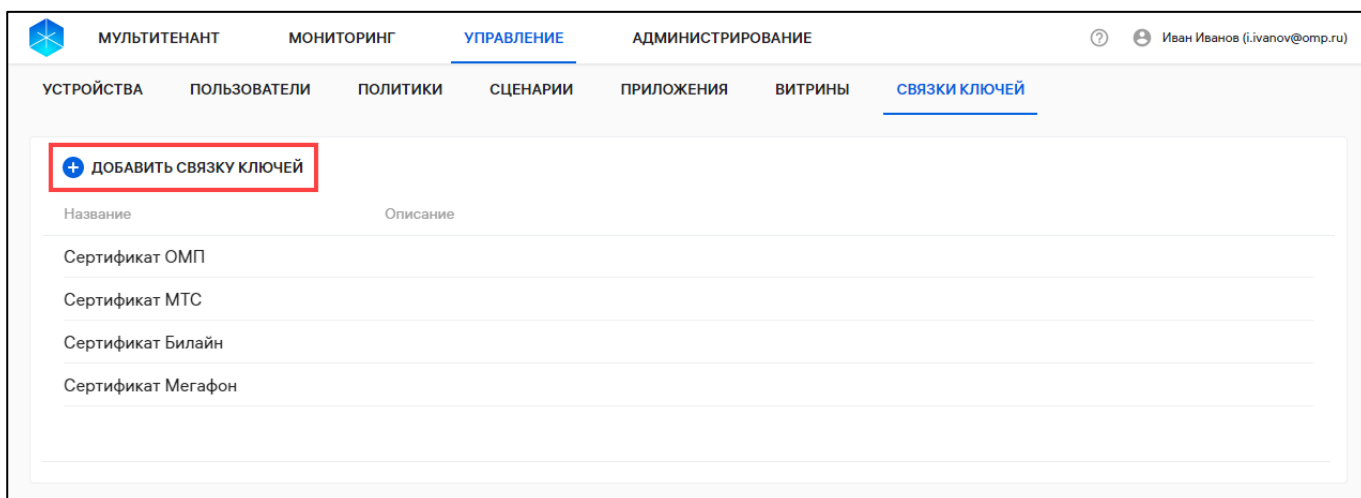 МУЛЬТИТЕНАНТ МОНИТОРИНГ УПРАВЛЕНИЕ АДМИНИСТРИРОВАНИЕ ? Иван Иванов (i.ivanov@omp.ru)
УСТРОЙСТВА ПОЛЬЗОВАТЕЛИ ПОЛИТИКИ СЦЕНАРИИ ПРИЛОЖЕНИЯ ВИТРИНЫ СВЯЗКИ КЛЮЧЕЙ
ДОБАВИТЬ СВЯЗКУ КЛЮЧЕЙ
Название Описание
Сертификат ОМП
Сертификат МТС
Сертификат Билайн
Сертификат Мегафон